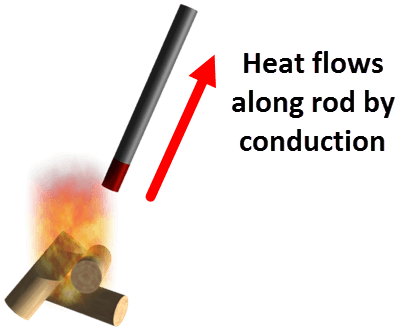 Heat flows
along rod by
conduction